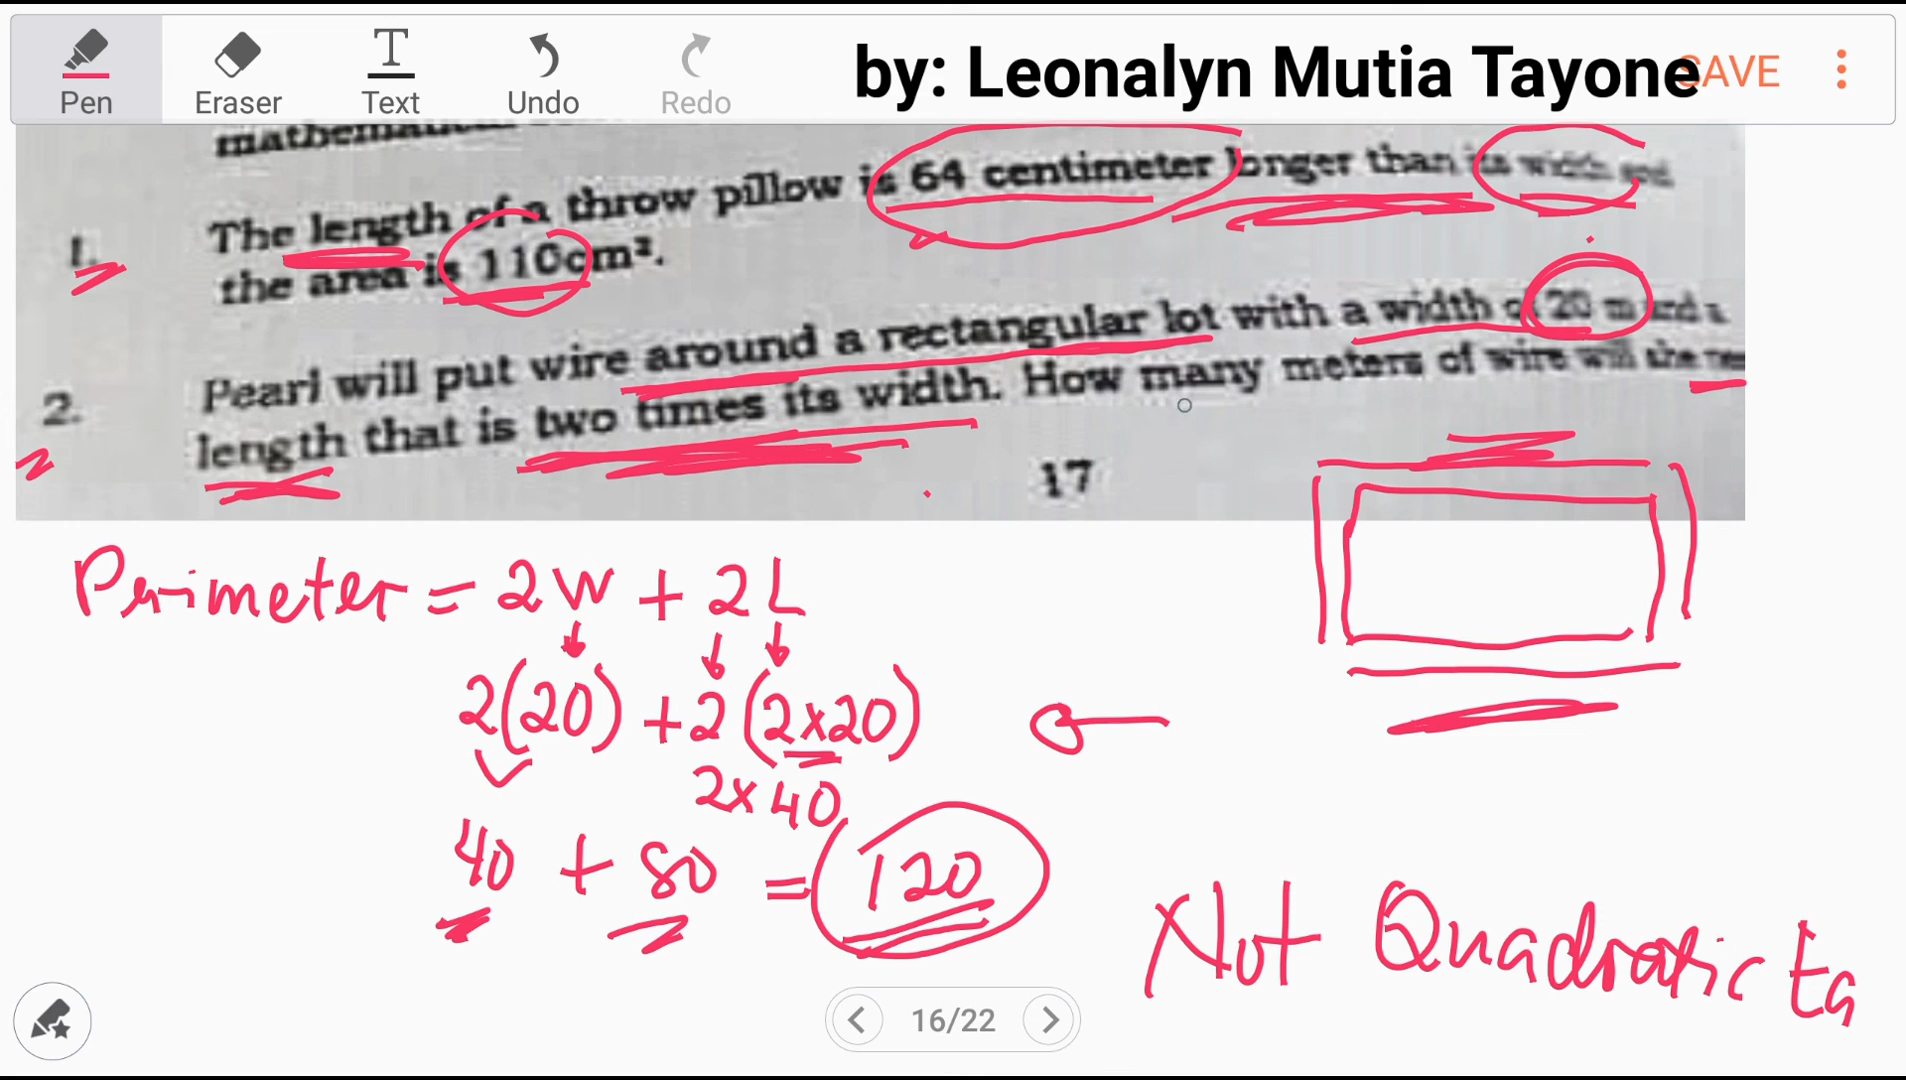 Pen
Eraser
Text
Undo
Redo
by: Leonalyn Mutia Tayone
SAVE
1. The length of a throw pillow is 64 centimeter longer than its width and
the area is 110cm².
2. Pearl will put wire around a rectangular lot with a width of 20 m and a
length that is two times its width. How many meters of wire will she
17
Perimeter = 2W + 2L
2(20) + 2(2x20)
2x40
40 + 80 = 120
Not Quadratic Eq
16/22